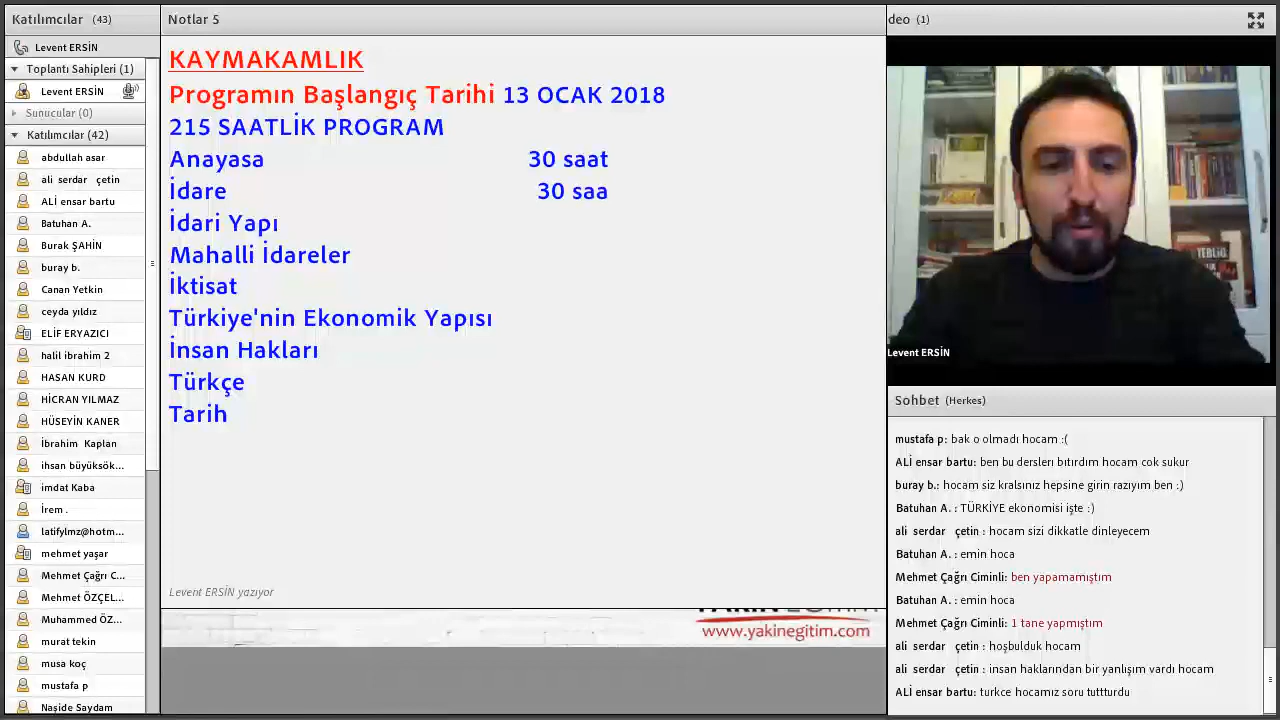 Katılımcılar (43)
Levent ERSİN
Toplantı Sahipleri (1)
Levent ERSİN
Sunucular (0)
Katılımcılar (42)
abdullah asar
ali serdar çetin
ALİ ensar bartu
Batuhan A.
Burak ŞAHİN
buray b.
Canan Yetkin
ceyda yıldız
ELİF ERYAZICI
halil ibrahim 2
HASAN KURD
HİCRAN YILMAZ
HÜSEYİN KANER
İbrahim Kaplan
ihsan büyüksök...
imdat Kaba
İrem .
latifylmz@hotm...
mehmet yaşar
Mehmet Çağrı C...
Mehmet ÖZÇEL...
Muhammed ÖZ...
murat tekin
musa koç
mustafa p
Naşide Saydam
Notlar 5
KAYMAKAMLIK
Programın Başlangıç Tarihi 13 OCAK 2018
215 SAATLİK PROGRAM
Anayasa 30 saat
İdare 30 saa
İdari Yapı
Mahalli İdareler
İktisat
Türkiye'nin Ekonomik Yapısı
İnsan Hakları
Türkçe
Tarih
Levent ERSİN yazıyor
www.yakinegitim.com
deo (1)
Levent ERSİN
Sohbet (Herkes)
mustafa p: bak o olmadı hocam :(
ALİ ensar bartu: ben bu derslerı bıtırdım hocam cok sukur
buray b.: hocam siz kralsınız hepsine girin razıyım ben :)
Batuhan A. : TÜRKİYE ekonomisi işte :)
ali serdar çetin : hocam sizi dikkatle dinleyecem
Batuhan A. : emin hoca
Mehmet Çağrı Ciminli: ben yapamamıştım
Batuhan A. : emin hoca
Mehmet Çağrı Ciminli: 1 tane yapmıştım
ali serdar çetin : hoşbulduk hocam
ali serdar çetin : insan haklarından bir yanlışım vardı hocam
ALİ ensar bartu: turkce hocamız soru tuttturdu